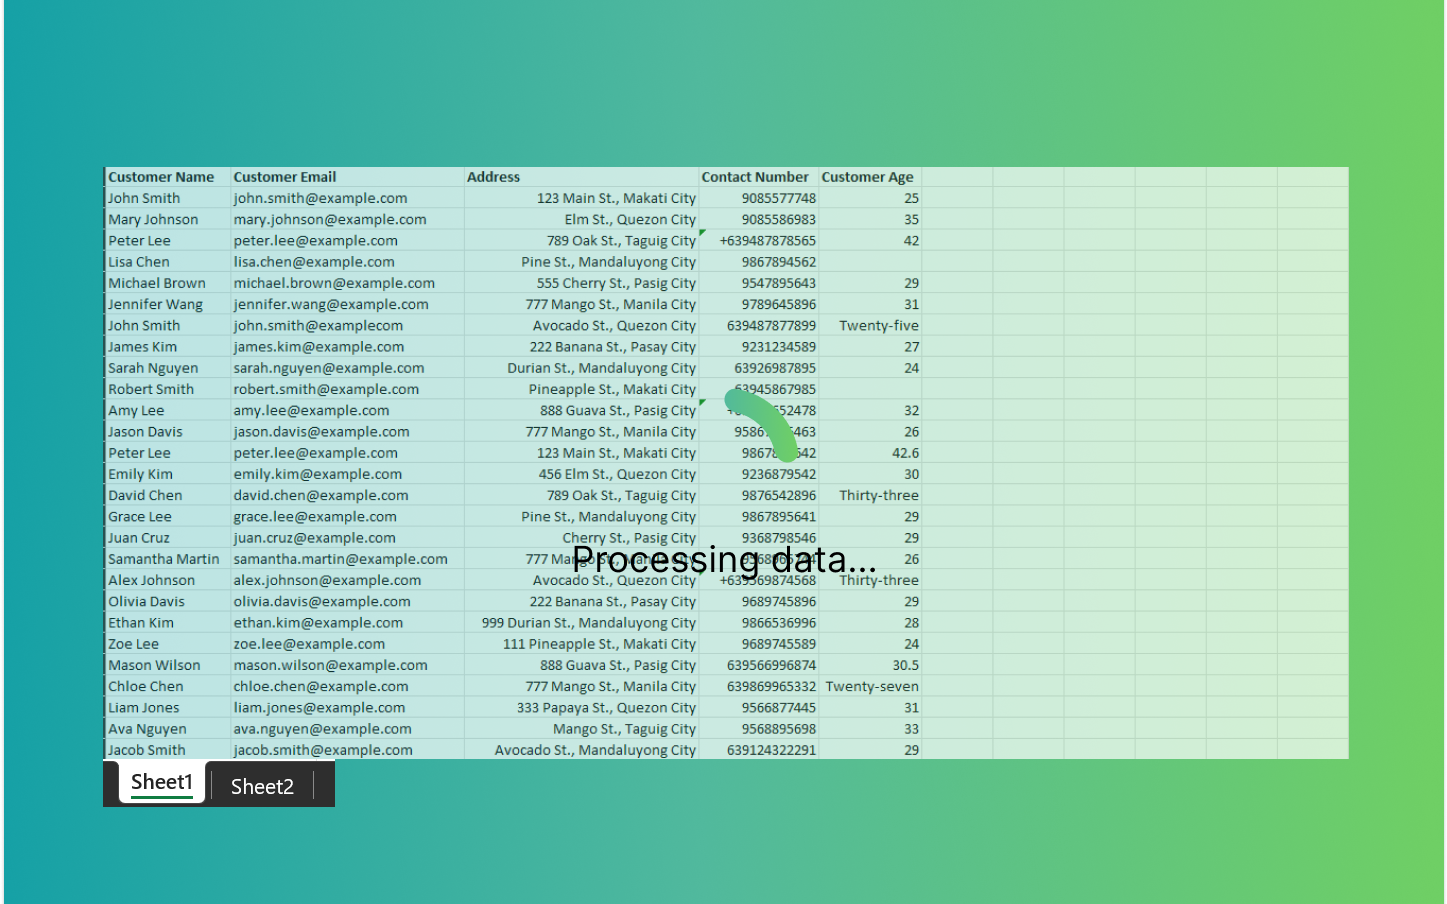 Customer Name Customer Email Address Contact Number Customer Age
John Smith john.smith@example.com 123 Main St., Makati City 9085577748 25
Mary Johnson mary.johnson@example.com Elm St., Quezon City 9085586983 35
Peter Lee peter.lee@example.com 789 Oak St., Taguig City +639487878565 42
Lisa Chen lisa.chen@example.com Pine St., Mandaluyong City 9867894562
Michael Brown michael.brown@example.com 555 Cherry St., Pasig City 9547895643 29
Jennifer Wang jennifer.wang@example.com 777 Mango St., Manila City 9789645896 31
John Smith john.smith@examplecom Avocado St., Quezon City 639487877899 Twenty-five
James Kim james.kim@example.com 222 Banana St., Pasay City 9231234589 27
Sarah Nguyen sarah.nguyen@example.com Durian St., Mandaluyong City 63926987895 24
Robert Smith robert.smith@example.com Pineapple St., Makati City 63945867985
Amy Lee amy.lee@example.com 888 Guava St., Pasig City 32
Jason Davis jason.davis@example.com 777 Mango St., Manila City 26
Peter Lee peter.lee@example.com 123 Main St., Makati City 42.6
Emily Kim emily.kim@example.com 456 Elm St., Quezon City 9236879542 30
David Chen david.chen@example.com 789 Oak St., Taguig City 9876542896 Thirty-three
Grace Lee grace.lee@example.com Pine St., Mandaluyong City 9867895641 29
Juan Cruz juan.cruz@example.com Cherry St., Pasig City 9368798546 29
Samantha Martin samantha.martin@example.com 777 Mango St., Manila City 26
Processing data...
Alex Johnson alex.johnson@example.com Avocado St., Quezon City +639569874568 Thirty-three
Olivia Davis olivia.davis@example.com 222 Banana St., Pasay City 9689745896 29
Ethan Kim ethan.kim@example.com 999 Durian St., Mandaluyong City 9866536996 28
Zoe Lee zoe.lee@example.com 111 Pineapple St., Makati City 9689745589 24
Mason Wilson mason.wilson@example.com 888 Guava St., Pasig City 639566996874 30.5
Chloe Chen chloe.chen@example.com 777 Mango St., Manila City 639869965332 Twenty-seven
Liam Jones liam.jones@example.com 333 Papaya St., Quezon City 9566877445 31
Ava Nguyen ava.nguyen@example.com Mango St., Taguig City 9568895698 33
Jacob Smith jacob.smith@example.com Avocado St., Mandaluyong City 639124322291 29
Sheet1 Sheet2